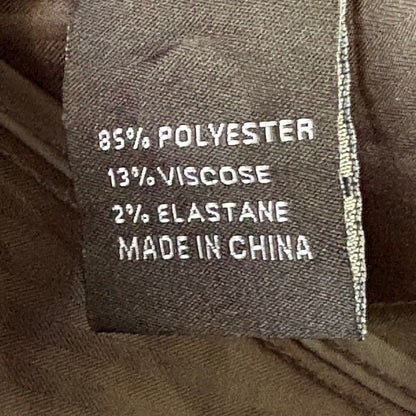 85% POLYESTER
13% VISCOSE
2% ELASTANE
MADE IN CHINA